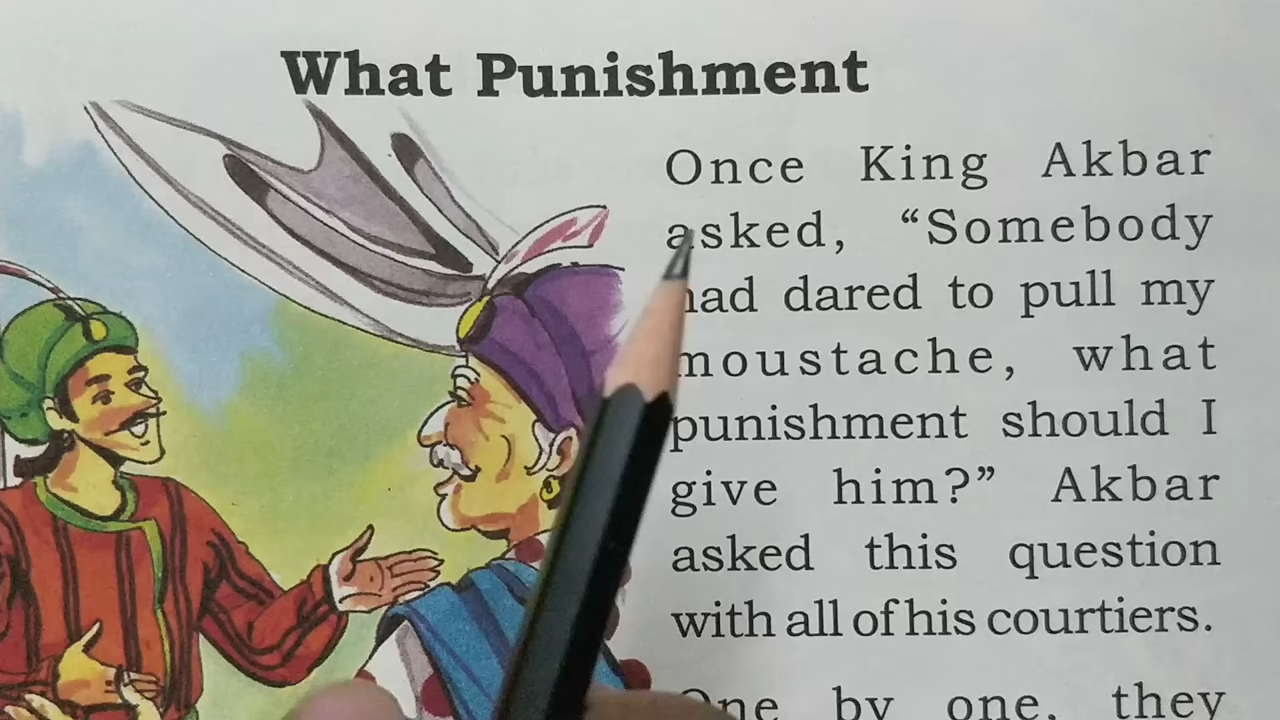 What Punishment
Once King Akbar
asked, “Somebody
had dared to pull my
moustache, what
punishment should I
give him?” Akbar
asked this question
with all of his courtiers.
One by one, they